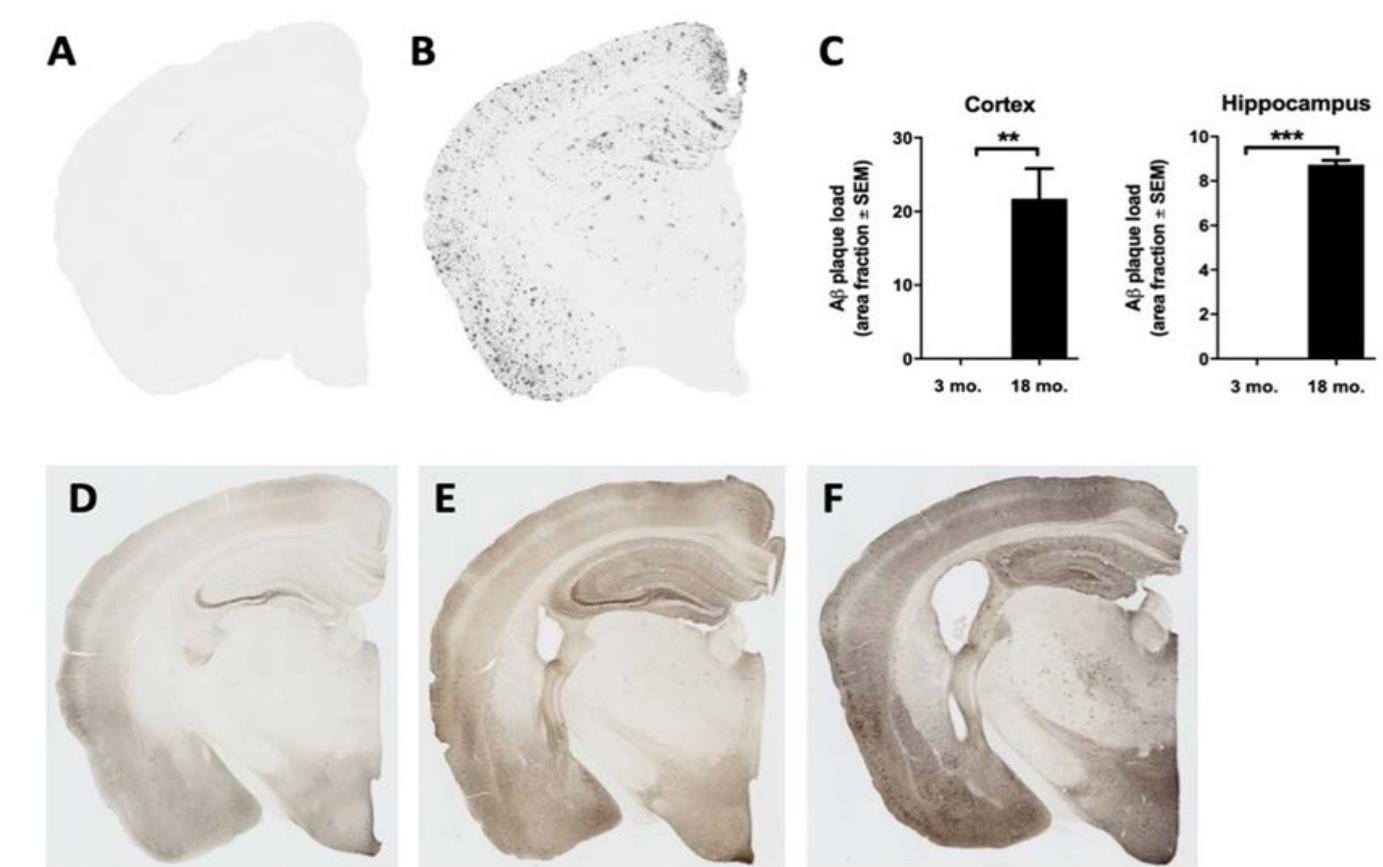 A
B
C
Cortex
Aβ plaque load
(area fraction ± SEM)
30
20
10
0
**
3 mo.
18 mo.
Hippocampus
Aβ plaque load
(area fraction ± SEM)
10
8
6
4
2
0
***
3 mo.
18 mo.
D
E
F